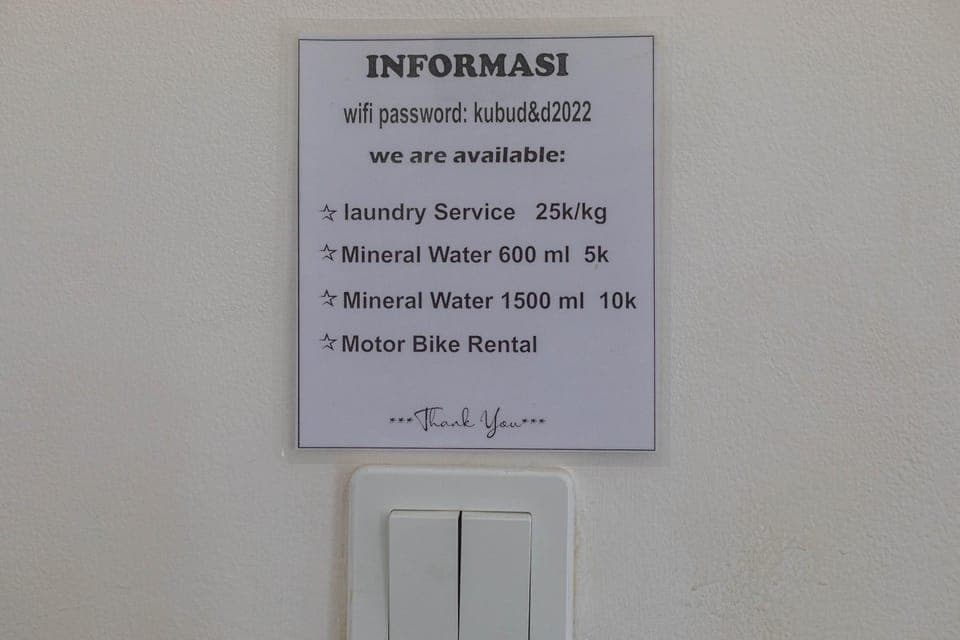 INFORMASI
wifi password: kubud&d2022
we are available:
☆ laundry Service 25k/kg
☆ Mineral Water 600 ml 5k
☆ Mineral Water 1500 ml 10k
☆ Motor Bike Rental
***Thank You***